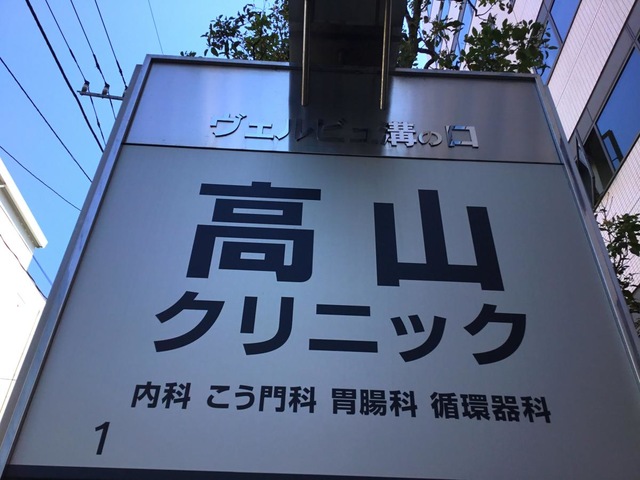 ヴェルビュ溝の口
高山
クリニック
内科 こう門科 胃腸科 循環器科
1